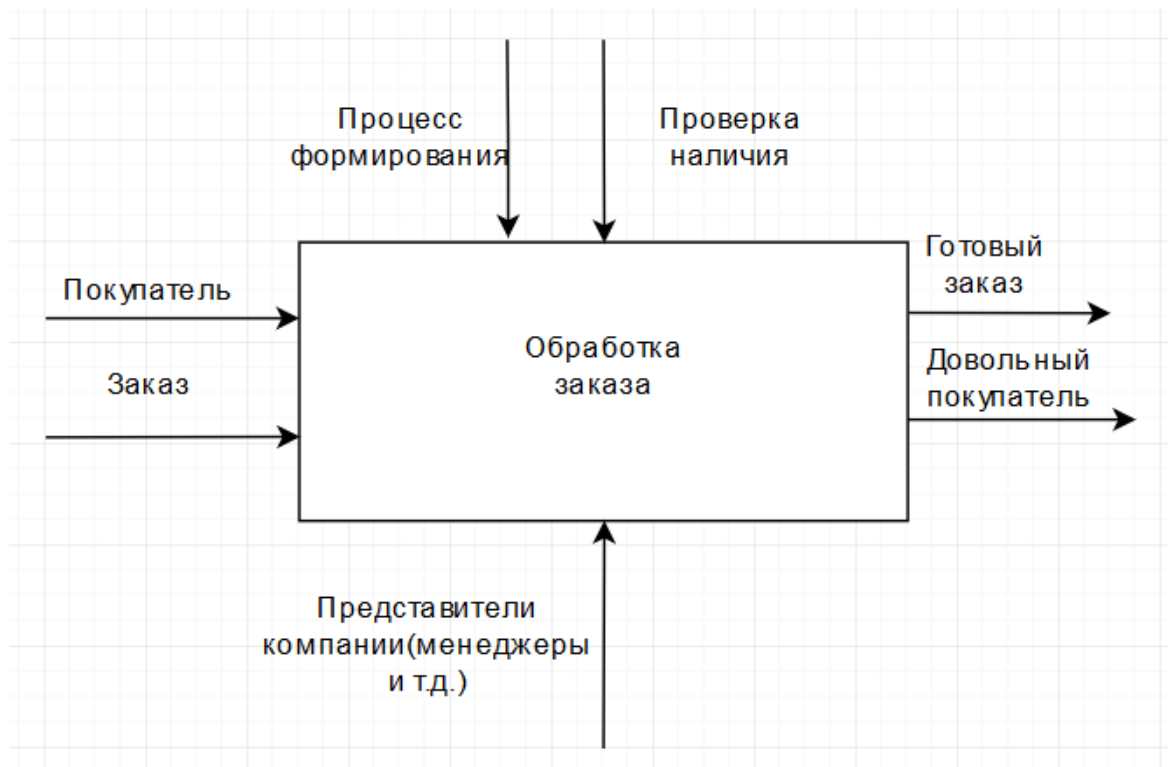 Процесс
формирования
Проверка
наличия
Покупатель
Заказ
Обработка
заказа
Готовый
заказ
Довольный
покупатель
Представители
компании(менеджеры
и т.д.)